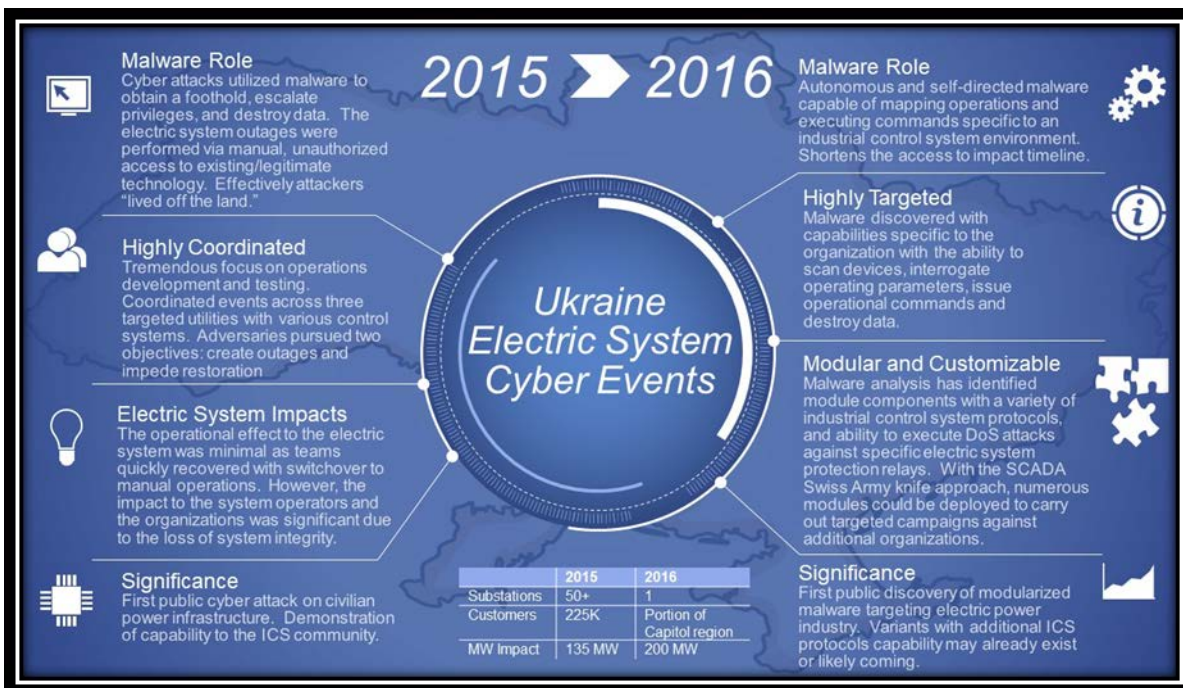 2015 2016
Malware Role
Cyber attacks utilized malware to
obtain a foothold, escalate
privileges, and destroy data. The
electric system outages were
performed via manual, unauthorized
access to existing/legitimate
technology. Effectively attackers
“lived off the land.”
Highly Coordinated
Tremendous focus on operations
development and testing.
Coordinated events across three
targeted utilities with various control
systems. Adversaries pursued two
objectives: create outages and
impede restoration
Electric System Impacts
The operational effect to the electric
system was minimal as teams
quickly recovered with switchover to
manual operations. However, the
impact to the system operators and
the organizations was significant due
to the loss of system integrity.
Significance
First public cyber attack on civilian
power infrastructure. Demonstration
of capability to the ICS community.
Ukraine
Electric System
Cyber Events
2015 2016
Substations 50+ 1
Customers 225K Portion of
Capitol region
MW Impact 135 MW 200 MW
Malware Role
Autonomous and self-directed malware
capable of mapping operations and
executing commands specific to an
industrial control system environment.
Shortens the access to impact timeline.
Highly Targeted
Malware discovered with
capabilities specific to the
organization with the ability to
scan devices, interrogate
operating parameters, issue
operational commands and
destroy data.
Modular and Customizable
Malware analysis has identified
module components with a variety of
industrial control system protocols,
and ability to execute DoS attacks
against specific electric system
protection relays. With the SCADA
Swiss Army knife approach, numerous
modules could be deployed to carry
out targeted campaigns against
additional organizations.
Significance
First public discovery of modularized
malware targeting electric power
industry. Variants with additional ICS
protocols capability may already exist
or likely coming.